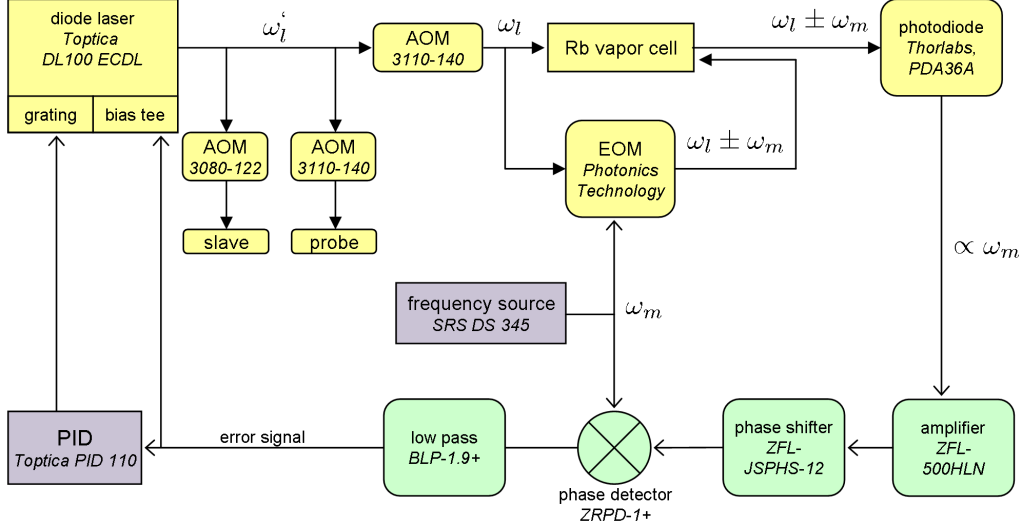 diode laser
Toptica
DL100 ECDL
grating
bias tee
ω‘ₗ
AOM
3110-140
ωₗ
Rb vapor cell
ωₗ ± ωₘ
photodiode
Thorlabs,
PDA36A
AOM
3080-122
AOM
3110-140
EOM
Photonics
Technology
ωₗ ± ωₘ
slave
probe
∝ ωₘ
frequency source
SRS DS 345
ωₘ
PID
Toptica PID 110
error signal
low pass
BLP-1.9+
phase detector
ZRPD-1+
phase shifter
ZFL-
JSPHS-12
amplifier
ZFL-
500HLN